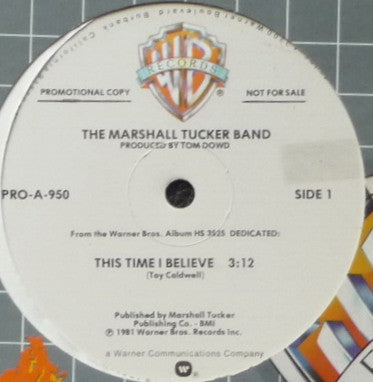 WB
RECORDS
®
PROMOTIONAL COPY
NOT FOR SALE
THE MARSHALL TUCKER BAND
PRODUCED BY TOM DOWD
PRO-A-950
SIDE 1
From the Warner Bros. Album HS 3525 DEDICATED:
THIS TIME I BELIEVE 3:12
(Toy Caldwell)
Published by Marshall Tucker
Publishing Co. - BMI
℗ 1981 Warner Bros. Records Inc.
a Warner Communications Company